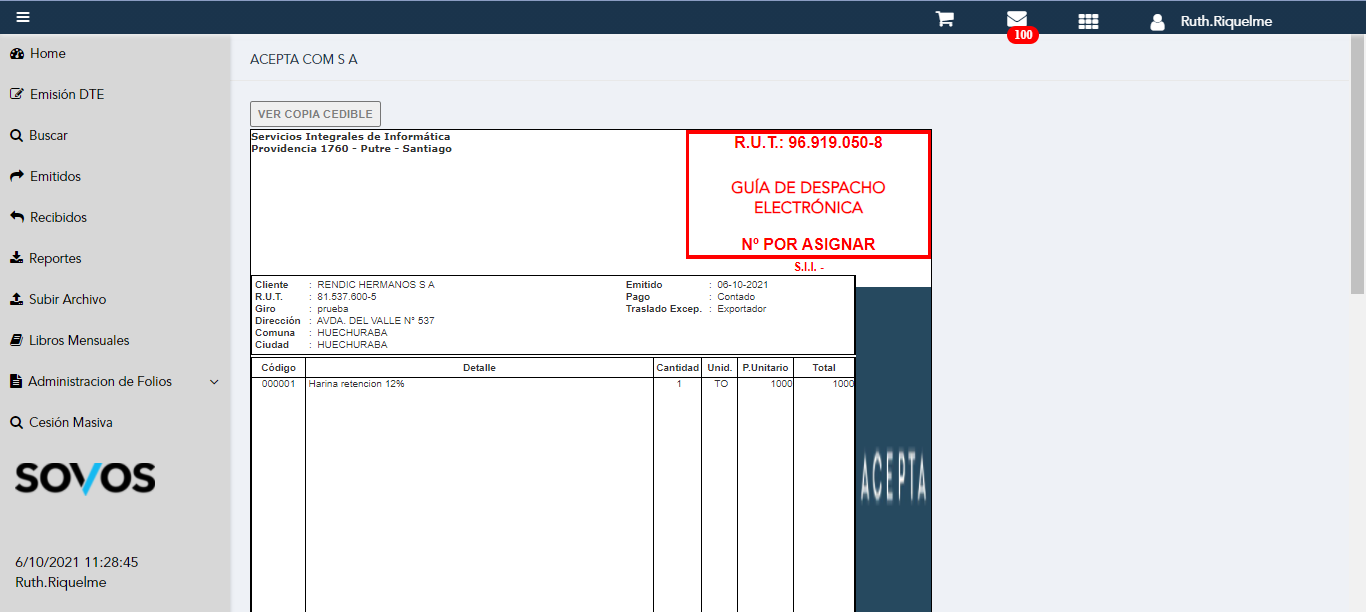 100
Ruth.Riquelme
Home
Emisión DTE
Buscar
Emitidos
Recibidos
Reportes
Subir Archivo
Libros Mensuales
Administracion de Folios
Cesión Masiva
SOVOS
6/10/2021 11:28:45
Ruth.Riquelme
ACEPTA COM S A
VER COPIA CEDIBLE
Servicios Integrales de Informática
Providencia 1760 - Putre - Santiago
R.U.T.: 96.919.050-8
GUÍA DE DESPACHO
ELECTRÓNICA
Nº POR ASIGNAR
S.I.I. -
Cliente : RENDIC HERMANOS S A Emitido : 06-10-2021
R.U.T. : 81.537.600-5 Pago : Contado
Giro : prueba Traslado Excep. : Exportador
Dirección : AVDA. DEL VALLE N° 537
Comuna : HUECHURABA
Ciudad : HUECHURABA
Código Detalle Cantidad Unid. P.Unitario Total
000001 Harina retencion 12% 1 TO 1000 1000
ACEPTA